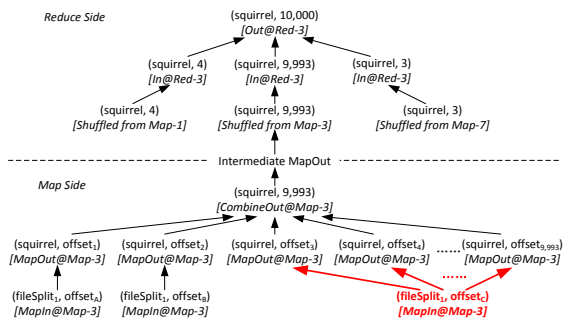 Reduce Side
(squirrel, 10,000)
[Out@Red-3]
(squirrel, 4)
[In@Red-3]
(squirrel, 9,993)
[In@Red-3]
(squirrel, 3)
[In@Red-3]
(squirrel, 4)
[Shuffled from Map-1]
(squirrel, 9,993)
[Shuffled from Map-3]
(squirrel, 3)
[Shuffled from Map-7]
Intermediate MapOut
Map Side
(squirrel, 9,993)
[CombineOut@Map-3]
(squirrel, offset₁)
[MapOut@Map-3]
(squirrel, offset₂)
[MapOut@Map-3]
(squirrel, offset₃)
[MapOut@Map-3]
(squirrel, offset₄)
[MapOut@Map-3]
......
(squirrel, offset₉,₉₉₃)
[MapOut@Map-3]
......
(fileSplit₁, offsetA)
[MapIn@Map-3]
(fileSplit₁, offsetB)
[MapIn@Map-3]
(fileSplit₁, offsetC)
[MapIn@Map-3]